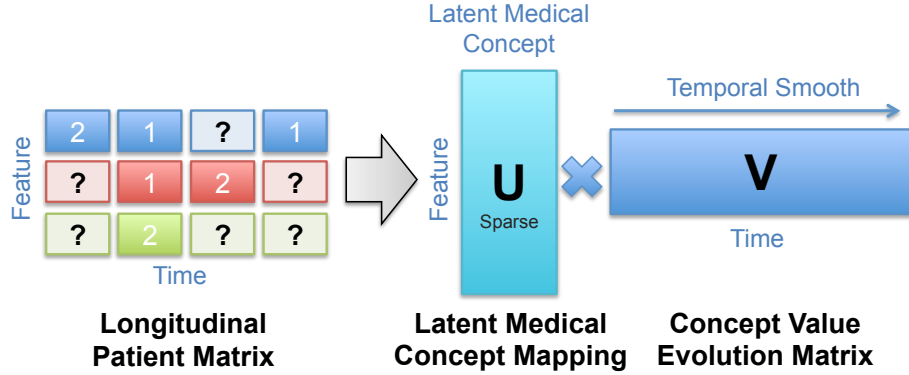 Latent Medical
Concept
Temporal Smooth
Feature
2 1 ? 1
? 1 2 ?
? 2 ? ?
Time
Feature
U
Sparse
V
Time
Longitudinal
Patient Matrix
Latent Medical
Concept Mapping
Concept Value
Evolution Matrix